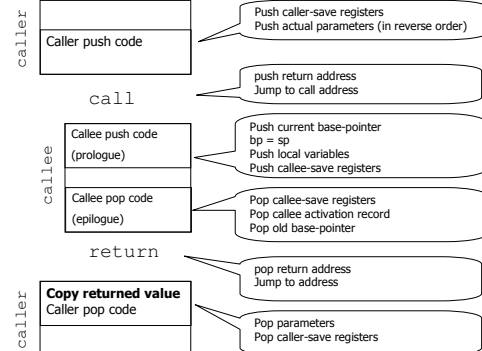 caller
Caller push code
Push caller-save registers
Push actual parameters (in reverse order)
call
push return address
Jump to call address
callee
Callee push code
(prologue)
Push current base-pointer
bp = sp
Push local variables
Push callee-save registers
Callee pop code
(epilogue)
Pop callee-save registers
Pop callee activation record
Pop old base-pointer
return
pop return address
Jump to address
caller
Copy returned value
Caller pop code
Pop parameters
Pop caller-save registers